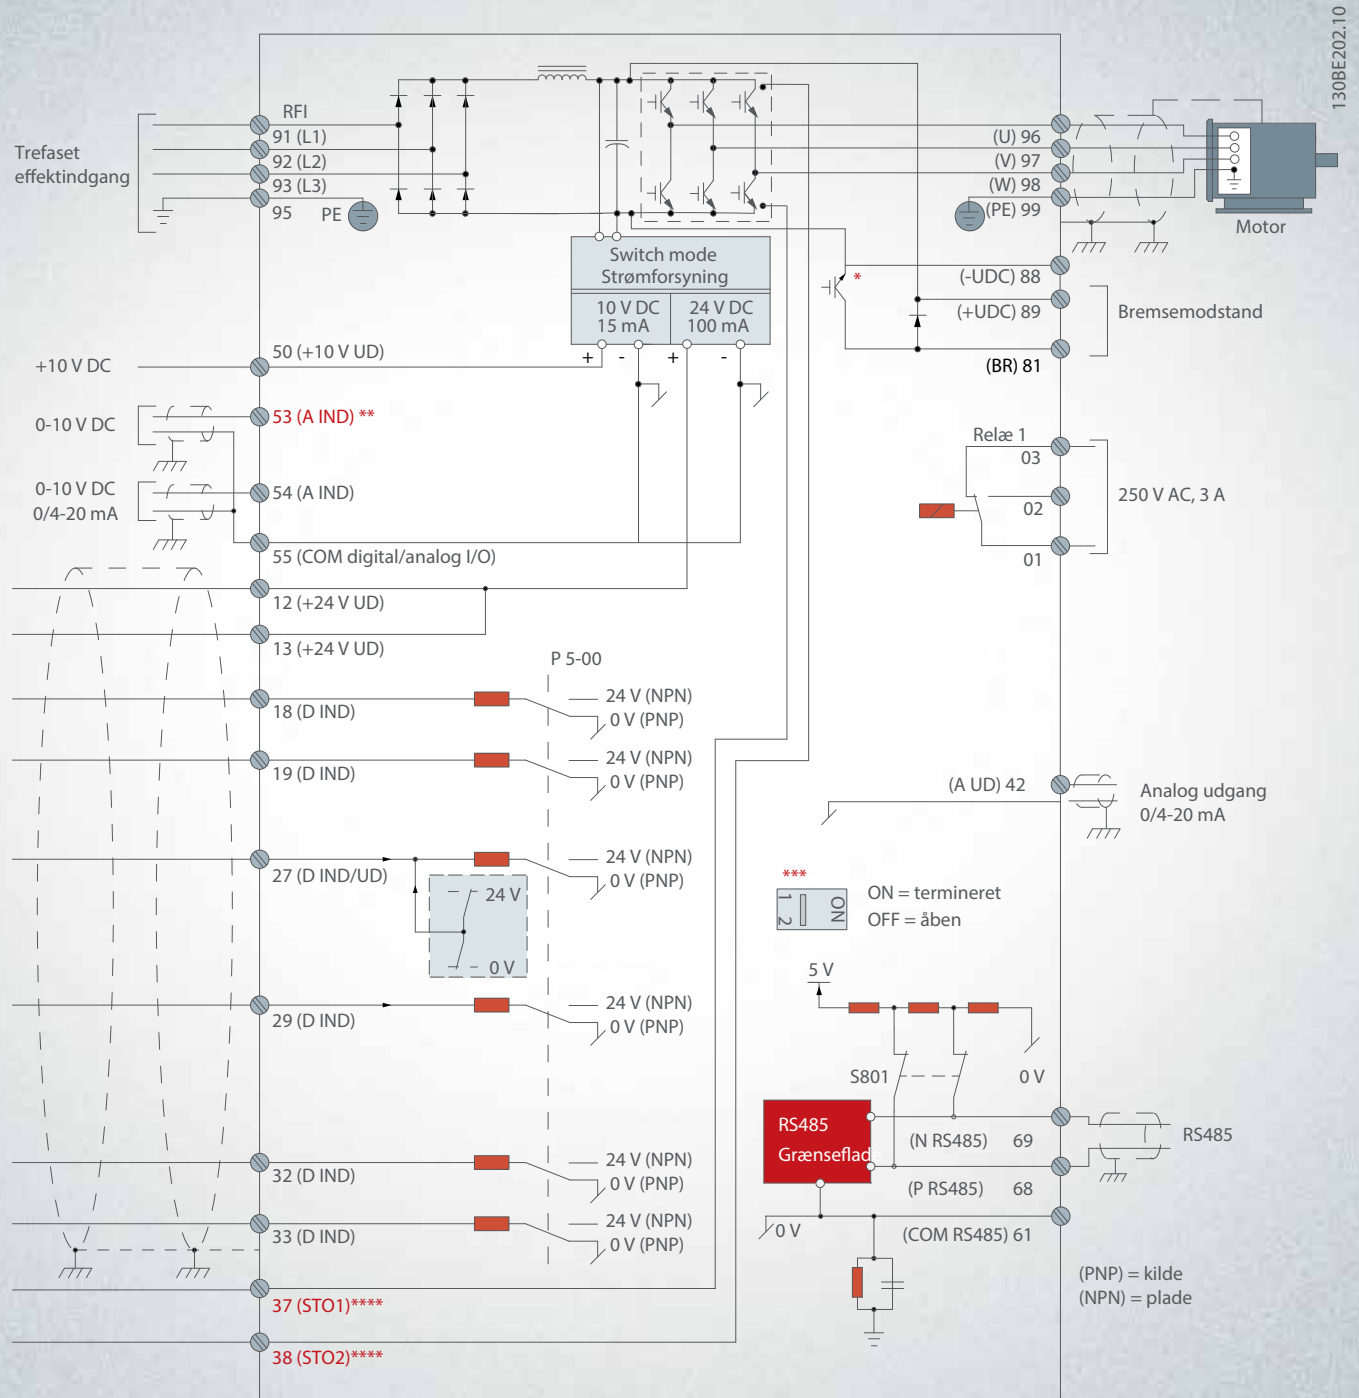 130BE202.10
Trefaset
effektindgang
RFI
91 (L1)
92 (L2)
93 (L3)
95
PE
(U) 96
(V) 97
(W) 98
(PE) 99
Motor
Switch mode
Strømforsyning
10 V DC
15 mA
24 V DC
100 mA
+
-
+
-
*
(-UDC) 88
(+UDC) 89
(BR) 81
Bremsemodstand
+10 V DC
50 (+10 V UD)
0-10 V DC
53 (A IND) **
0-10 V DC
0/4-20 mA
54 (A IND)
55 (COM digital/analog I/O)
12 (+24 V UD)
13 (+24 V UD)
Relæ 1
03
02
01
250 V AC, 3 A
P 5-00
18 (D IND)
24 V (NPN)
0 V (PNP)
19 (D IND)
24 V (NPN)
0 V (PNP)
27 (D IND/UD)
24 V (NPN)
0 V (PNP)
24 V
0 V
29 (D IND)
24 V (NPN)
0 V (PNP)
32 (D IND)
24 V (NPN)
0 V (PNP)
33 (D IND)
24 V (NPN)
0 V (PNP)
37 (STO1)****
38 (STO2)****
(A UD) 42
Analog udgang
0/4-20 mA
***
1 2
ON
ON = termineret
OFF = åben
5 V
S801
0 V
RS485
Grænseflade
(N RS485) 69
(P RS485) 68
RS485
0 V
(COM RS485) 61
(PNP) = kilde
(NPN) = plade